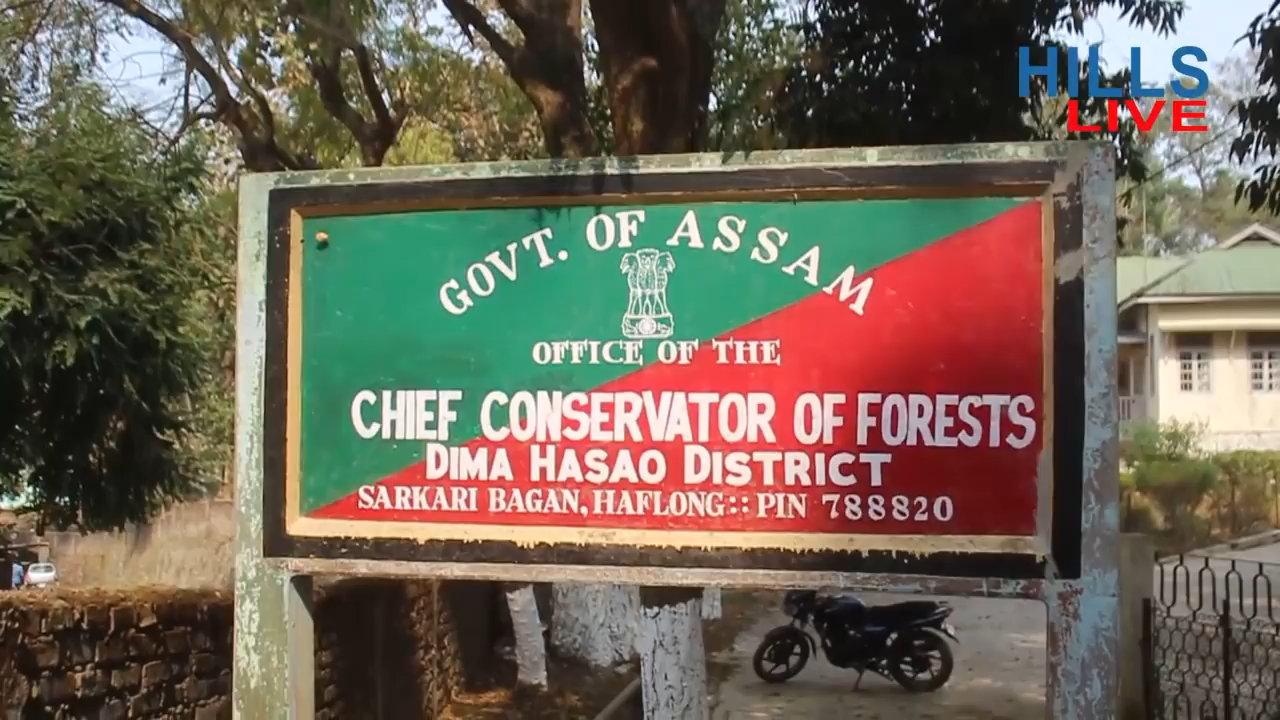 HILLS
LIVE
GOVT. OF ASSAM
OFFICE OF THE
CHIEF CONSERVATOR OF FORESTS
DIMA HASAO DISTRICT
SARKARI BAGAN, HAFLONG:: PIN 788820